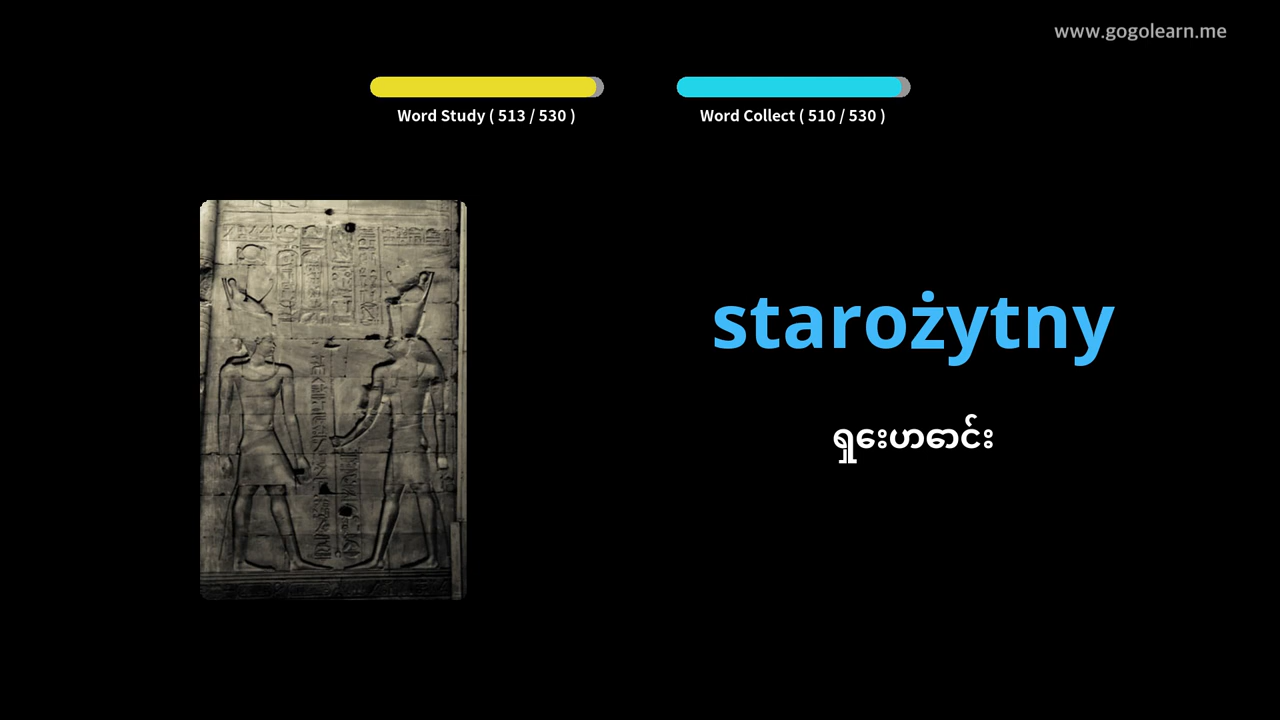 www.gogolearn.me
Word Study ( 513 / 530 )
Word Collect ( 510 / 530 )
starożytny
ရှေးဟောင်း